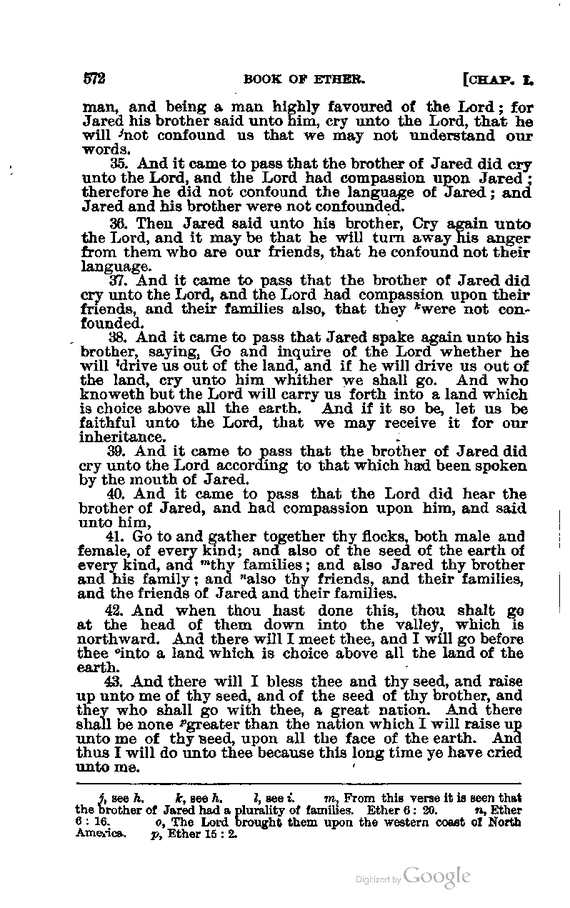 572 BOOK OF ETHER. [CHAP. I.
man, and being a man highly favoured of the Lord; for
Jared his brother said unto him, cry unto the Lord, that he
will ʲnot confound us that we may not understand our
words.
35. And it came to pass that the brother of Jared did cry
unto the Lord, and the Lord had compassion upon Jared;
therefore he did not confound the language of Jared; and
Jared and his brother were not confounded.
36. Then Jared said unto his brother, Cry again unto
the Lord, and it may be that he will turn away his anger
from them who are our friends, that he confound not their
language.
37. And it came to pass that the brother of Jared did
cry unto the Lord, and the Lord had compassion upon their
friends, and their families also, that they ᵏwere not con-
founded.
38. And it came to pass that Jared spake again unto his
brother, saying, Go and inquire of the Lord whether he
will ˡdrive us out of the land, and if he will drive us out of
the land, cry unto him whither we shall go. And who
knoweth but the Lord will carry us forth into a land which
is choice above all the earth. And if it so be, let us be
faithful unto the Lord, that we may receive it for our
inheritance.
39. And it came to pass that the brother of Jared did
cry unto the Lord according to that which had been spoken
by the mouth of Jared.
40. And it came to pass that the Lord did hear the
brother of Jared, and had compassion upon him, and said
unto him,
41. Go to and gather together thy flocks, both male and
female, of every kind; and also of the seed of the earth of
every kind, and ᵐthy families; and also Jared thy brother
and his family; and ⁿalso thy friends, and their families,
and the friends of Jared and their families.
42. And when thou hast done this, thou shalt go
at the head of them down into the valley, which is
northward. And there will I meet thee, and I will go before
thee ᵒinto a land which is choice above all the land of the
earth.
43. And there will I bless thee and thy seed, and raise
up unto me of thy seed, and of the seed of thy brother, and
they who shall go with thee, a great nation. And there
shall be none ᵖgreater than the nation which I will raise up
unto me of thy seed, upon all the face of the earth. And
thus I will do unto thee because this long time ye have cried
unto me.
j, see h. k, see h. l, see i. m, From this verse it is seen that
the brother of Jared had a plurality of families. Ether 6: 20. n, Ether
6: 16. o, The Lord brought them upon the western coast of North
America. p, Ether 15: 2.
Digitized by Google